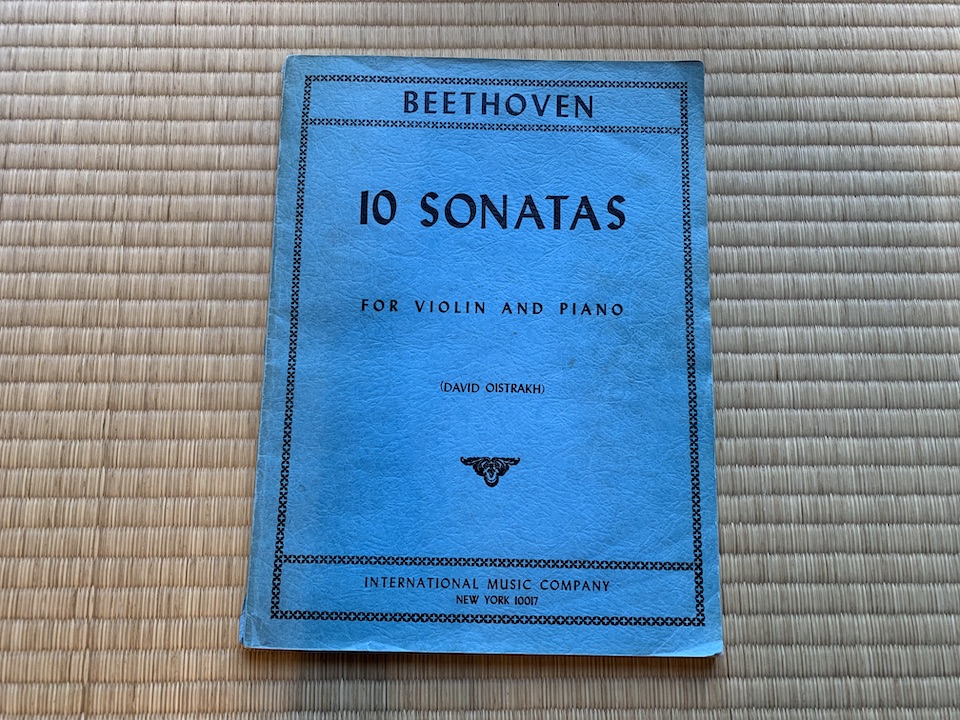 BEETHOVEN
10 SONATAS
FOR VIOLIN AND PIANO
(DAVID OISTRAKH)
INTERNATIONAL MUSIC COMPANY
NEW YORK 10017